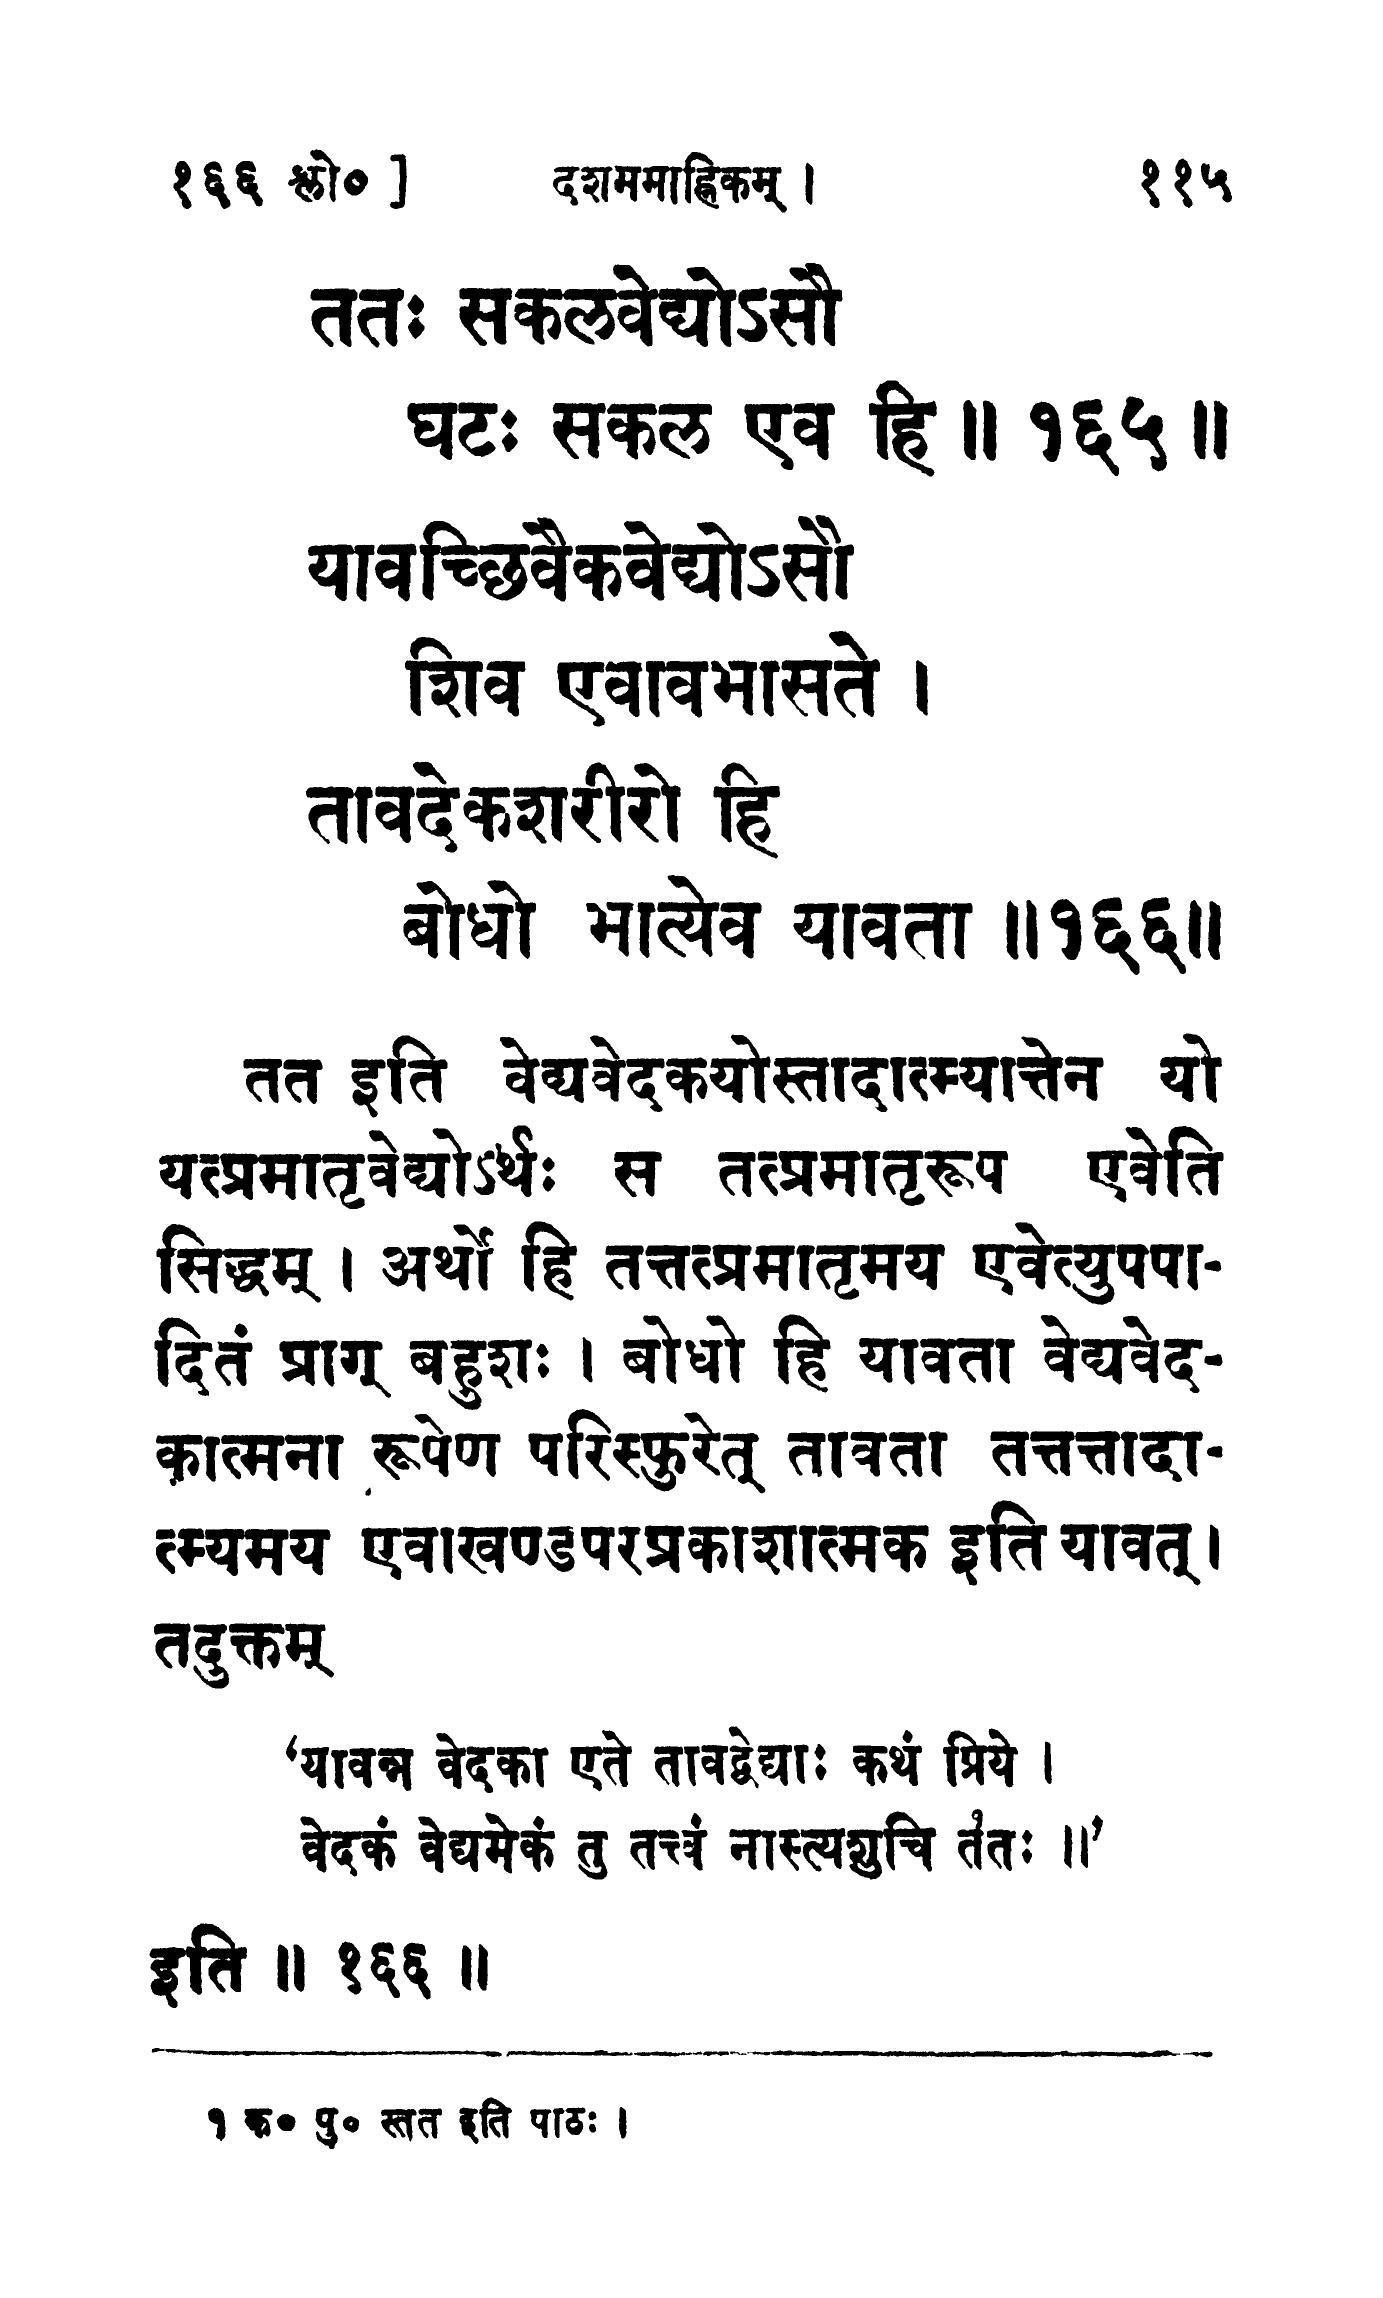 १६६ श्लो० ] दशममाह्निकम् । ११५
ततः सकलवेद्योऽसौ
घटः सकल एव हि ॥ १६५ ॥
यावच्छिवैकवेद्योऽसौ
शिव एवावभासते ।
तावदेकशरीरो हि
बोधो भात्येव यावता ॥१६६॥
तत इति वेद्यवेदकयोस्तादात्म्यात्तेन यो
यत्प्रमातृवेद्योऽर्थः स तत्प्रमातृरूप एवेति
सिद्धम् । अर्थो हि तत्तत्प्रमातृमय एवेत्युपपा-
दितं प्राग् बहुशः । बोधो हि यावता वेद्यवेद-
कात्मना रूपेण परिस्फुरेत् तावता तत्तत्तादा-
त्म्यमय एवाखण्डपरप्रकाशात्मक इति यावत्।
तदुक्तम्
‘यावन्न वेदका एते तावद्वेद्याः कथं प्रिये ।
वेदकं वेद्यमेकं तु तत्त्वं नास्त्यशुचि तंतः ॥’
इति ॥ १६६ ॥
१ क० पु० स्तत इति पाठः ।